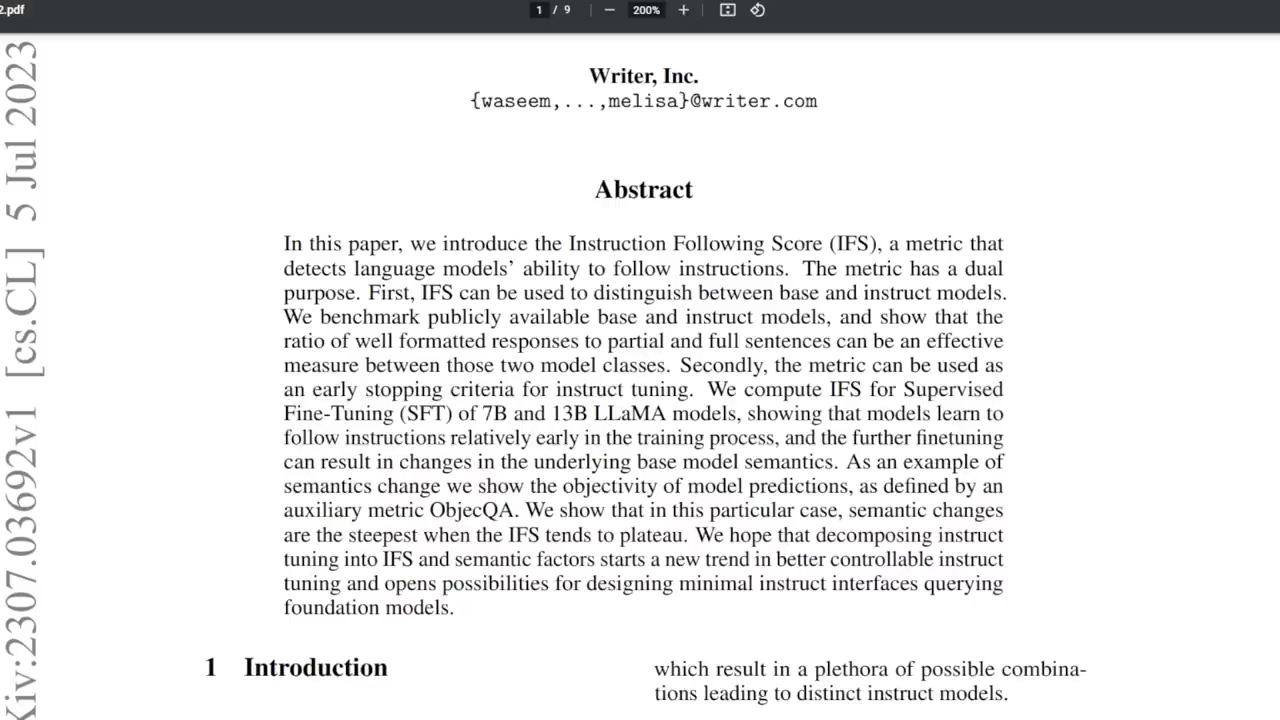 2.pdf
1 / 9
200%
Writer, Inc.
{waseem,...,melisa}@writer.com
Abstract
In this paper, we introduce the Instruction Following Score (IFS), a metric that
detects language models' ability to follow instructions. The metric has a dual
purpose. First, IFS can be used to distinguish between base and instruct models.
We benchmark publicly available base and instruct models, and show that the
ratio of well formatted responses to partial and full sentences can be an effective
measure between those two model classes. Secondly, the metric can be used as
an early stopping criteria for instruct tuning. We compute IFS for Supervised
Fine-Tuning (SFT) of 7B and 13B LLaMA models, showing that models learn to
follow instructions relatively early in the training process, and the further finetuning
can result in changes in the underlying base model semantics. As an example of
semantics change we show the objectivity of model predictions, as defined by an
auxiliary metric ObjecQA. We show that in this particular case, semantic changes
are the steepest when the IFS tends to plateau. We hope that decomposing instruct
tuning into IFS and semantic factors starts a new trend in better controllable instruct
tuning and opens possibilities for designing minimal instruct interfaces querying
foundation models.
1 Introduction
which result in a plethora of possible combina-
tions leading to distinct instruct models.
Xiv:2307.03692v1 [cs.CL] 5 Jul 2023